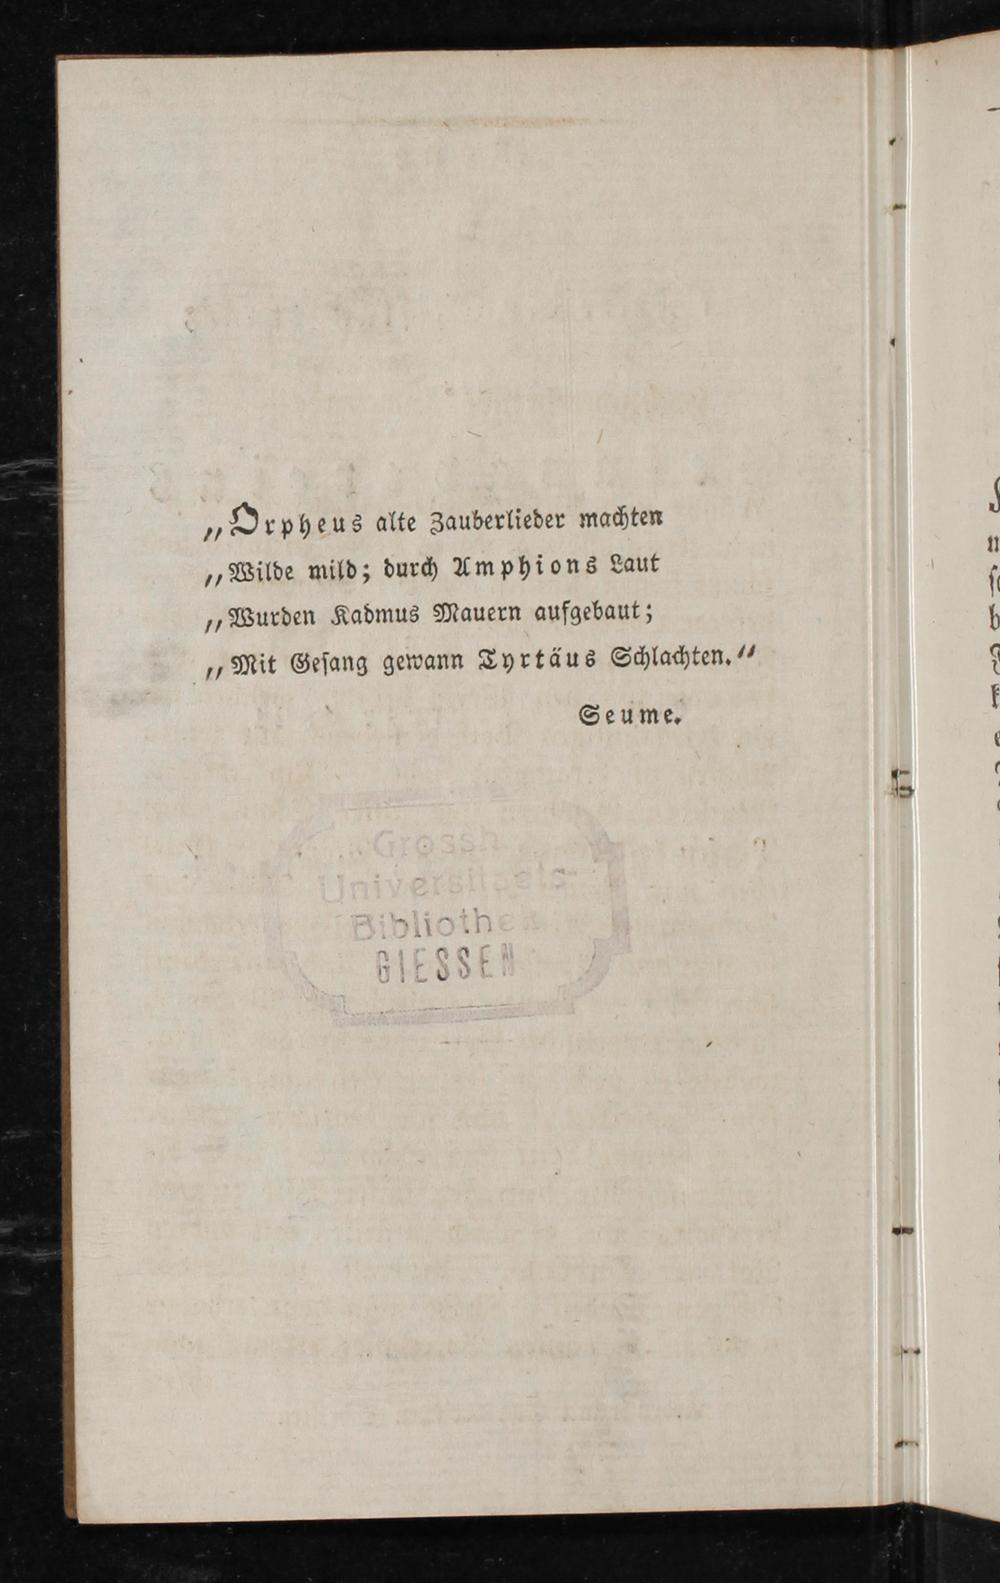 „Orpheus alte Zauberlieder machten
„Wilde mild; durch Amphions Laut
„Wurden Kadmus Mauern aufgebaut;
„Mit Gesang gewann Tyrtäus Schlachten.“
Seume.
Grossh
Universitaets-
Bibliothek
GIESSEN